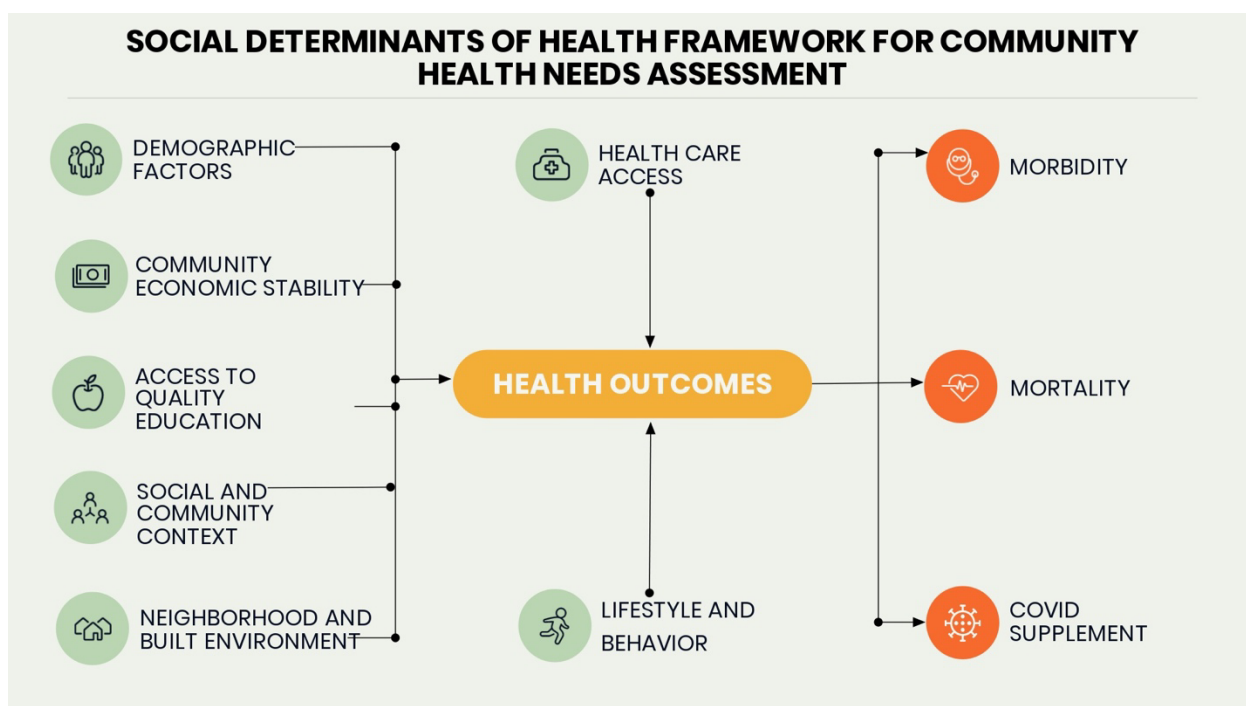 SOCIAL DETERMINANTS OF HEALTH FRAMEWORK FOR COMMUNITY
HEALTH NEEDS ASSESSMENT
DEMOGRAPHIC
FACTORS
COMMUNITY
ECONOMIC STABILITY
ACCESS TO
QUALITY
EDUCATION
SOCIAL AND
COMMUNITY
CONTEXT
NEIGHBORHOOD AND
BUILT ENVIRONMENT
HEALTH CARE
ACCESS
HEALTH OUTCOMES
LIFESTYLE AND
BEHAVIOR
MORBIDITY
MORTALITY
COVID
SUPPLEMENT